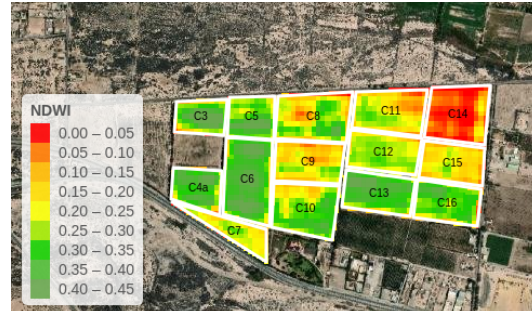 NDWI
0.00 – 0.05
0.05 – 0.10
0.10 – 0.15
0.15 – 0.20
0.20 – 0.25
0.25 – 0.30
0.30 – 0.35
0.35 – 0.40
0.40 – 0.45
C3
C5
C8
C11
C14
C4a
C6
C9
C12
C15
C7
C10
C13
C16